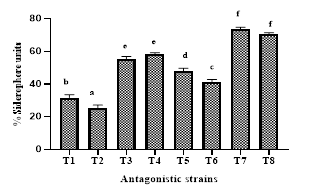 % Siderophore units
80
60
40
20
0
b
a
e
e
d
c
f
f
T1 T2 T3 T4 T5 T6 T7 T8
Antagonistic strains